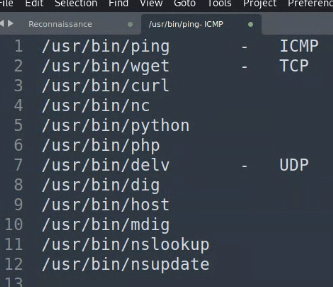 File Edit Selection Find View Goto Tools Project Preferenc
Reconnaissance /usr/bin/ping- ICMP
1 /usr/bin/ping - ICMP
2 /usr/bin/wget - TCP
3 /usr/bin/curl
4 /usr/bin/nc
5 /usr/bin/python
6 /usr/bin/php
7 /usr/bin/delv - UDP
8 /usr/bin/dig
9 /usr/bin/host
10 /usr/bin/mdig
11 /usr/bin/nslookup
12 /usr/bin/nsupdate
13